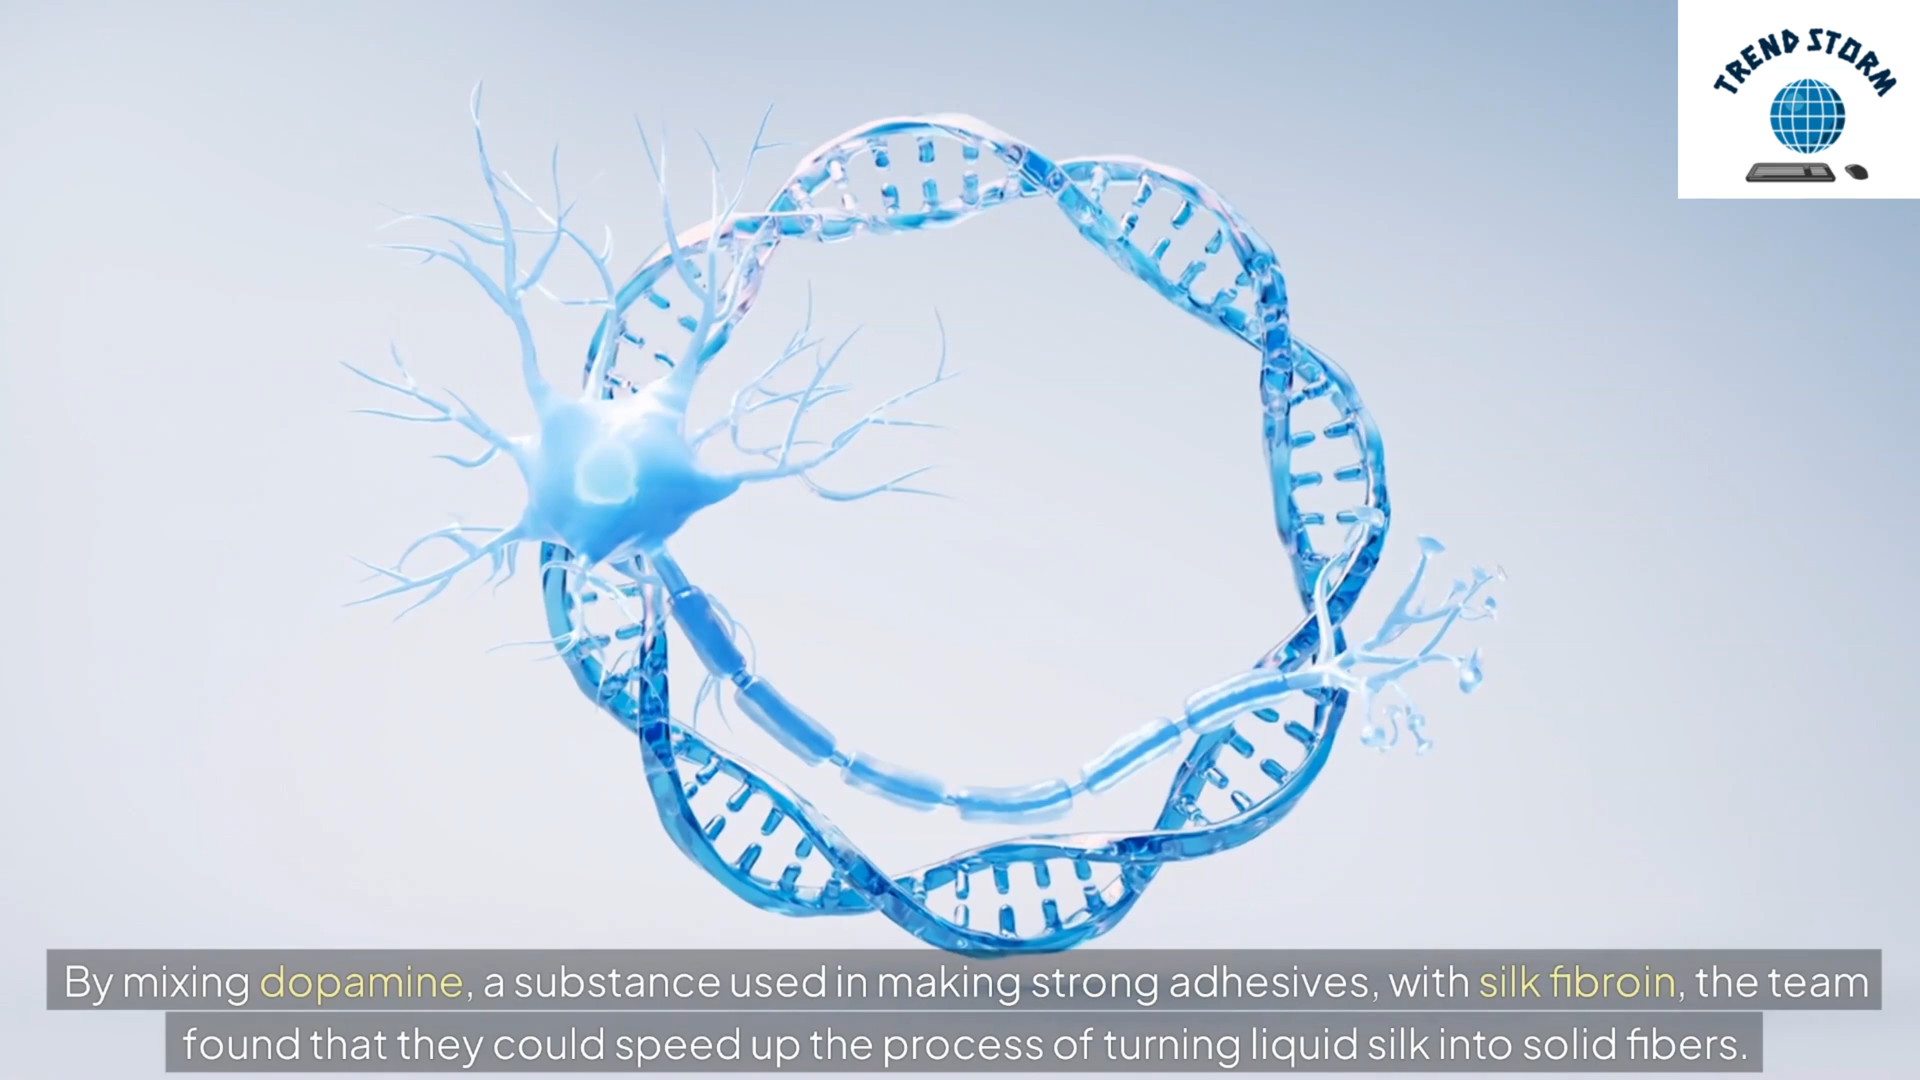 TREND STORM
By mixing dopamine, a substance used in making strong adhesives, with silk fibroin, the team
found that they could speed up the process of turning liquid silk into solid fibers.